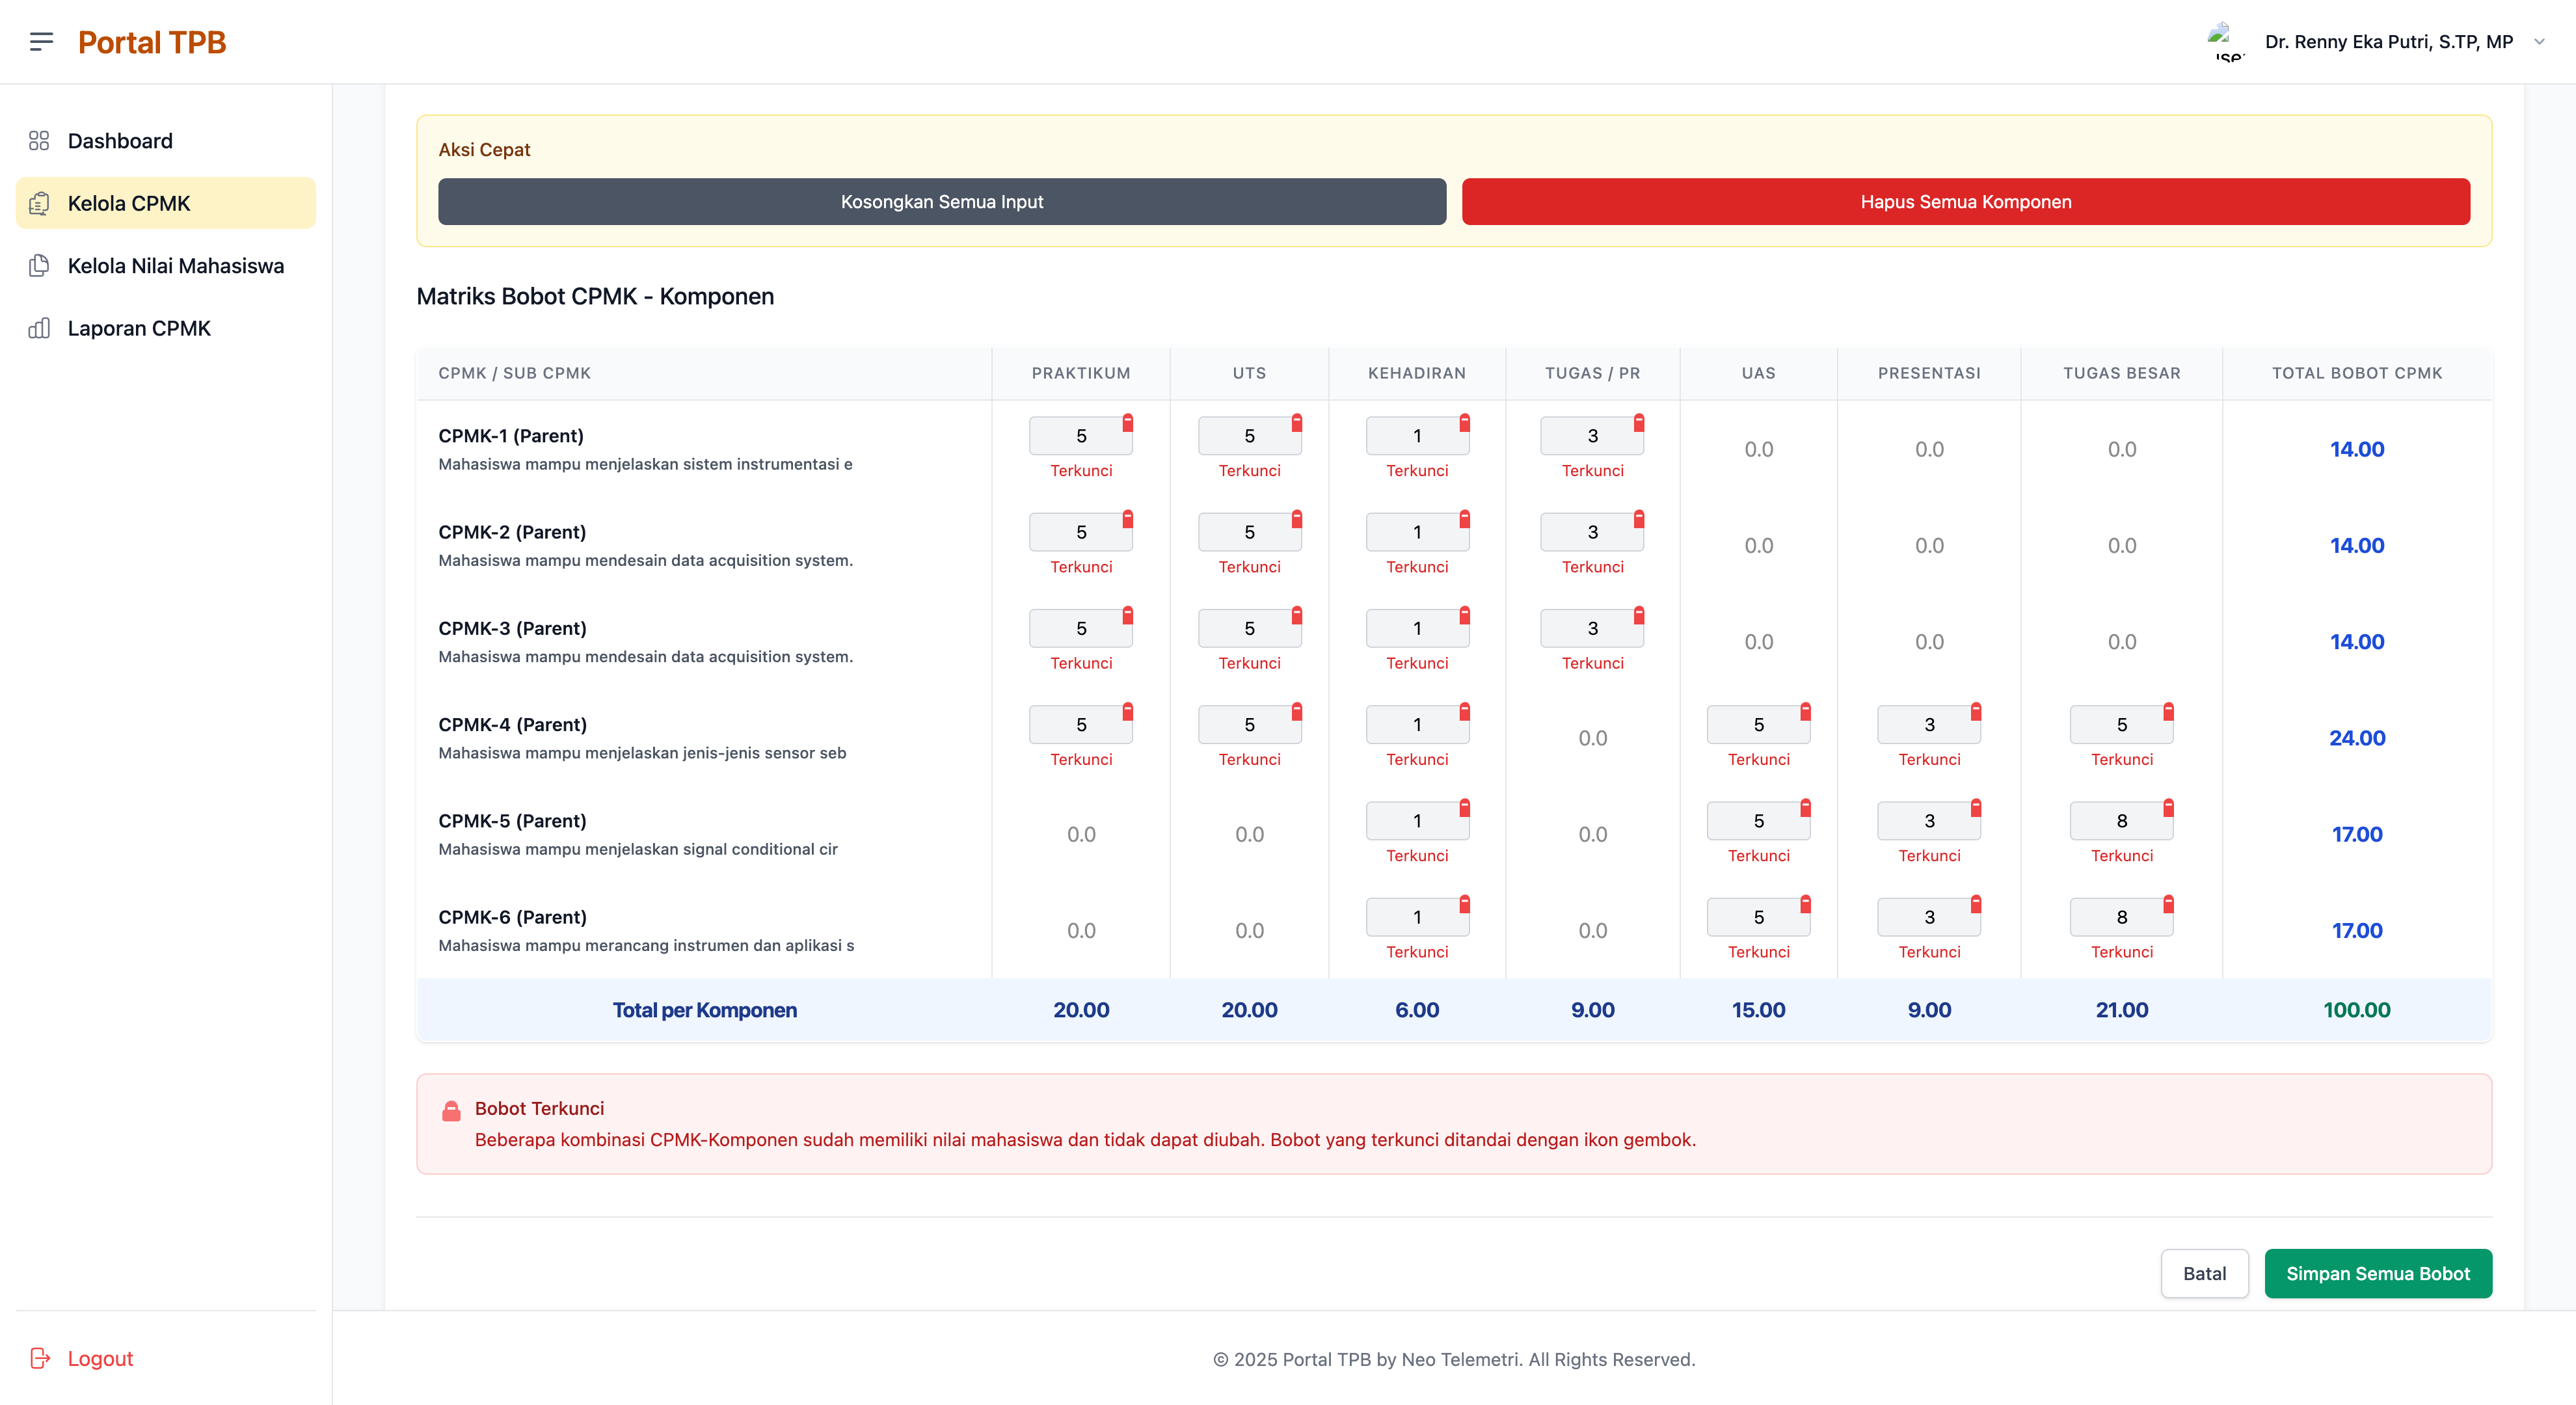 Portal TPB
Dr. Renny Eka Putri, S.TP, MP
Dashboard
Kelola CPMK
Kelola Nilai Mahasiswa
Laporan CPMK
Logout
Aksi Cepat
Kosongkan Semua Input Hapus Semua Komponen
Matriks Bobot CPMK - Komponen
CPMK / SUB CPMK PRAKTIKUM UTS KEHADIRAN TUGAS / PR UAS PRESENTASI TUGAS BESAR TOTAL BOBOT CPMK
CPMK-1 (Parent) 5 5 1 3 0.0 0.0 0.0 14.00
Mahasiswa mampu menjelaskan sistem instrumentasi e Terkunci Terkunci Terkunci Terkunci
CPMK-2 (Parent) 5 5 1 3 0.0 0.0 0.0 14.00
Mahasiswa mampu mendesain data acquisition system. Terkunci Terkunci Terkunci Terkunci
CPMK-3 (Parent) 5 5 1 3 0.0 0.0 0.0 14.00
Mahasiswa mampu mendesain data acquisition system. Terkunci Terkunci Terkunci Terkunci
CPMK-4 (Parent) 5 5 1 0.0 5 3 5 24.00
Mahasiswa mampu menjelaskan jenis-jenis sensor seb Terkunci Terkunci Terkunci Terkunci Terkunci Terkunci
CPMK-5 (Parent) 0.0 0.0 1 0.0 5 3 8 17.00
Mahasiswa mampu menjelaskan signal conditional cir Terkunci Terkunci Terkunci Terkunci
CPMK-6 (Parent) 0.0 0.0 1 0.0 5 3 8 17.00
Mahasiswa mampu merancang instrumen dan aplikasi s Terkunci Terkunci Terkunci Terkunci
Total per Komponen 20.00 20.00 6.00 9.00 15.00 9.00 21.00 100.00
Bobot Terkunci
Beberapa kombinasi CPMK-Komponen sudah memiliki nilai mahasiswa dan tidak dapat diubah. Bobot yang terkunci ditandai dengan ikon gembok.
Batal Simpan Semua Bobot
© 2025 Portal TPB by Neo Telemetri. All Rights Reserved.